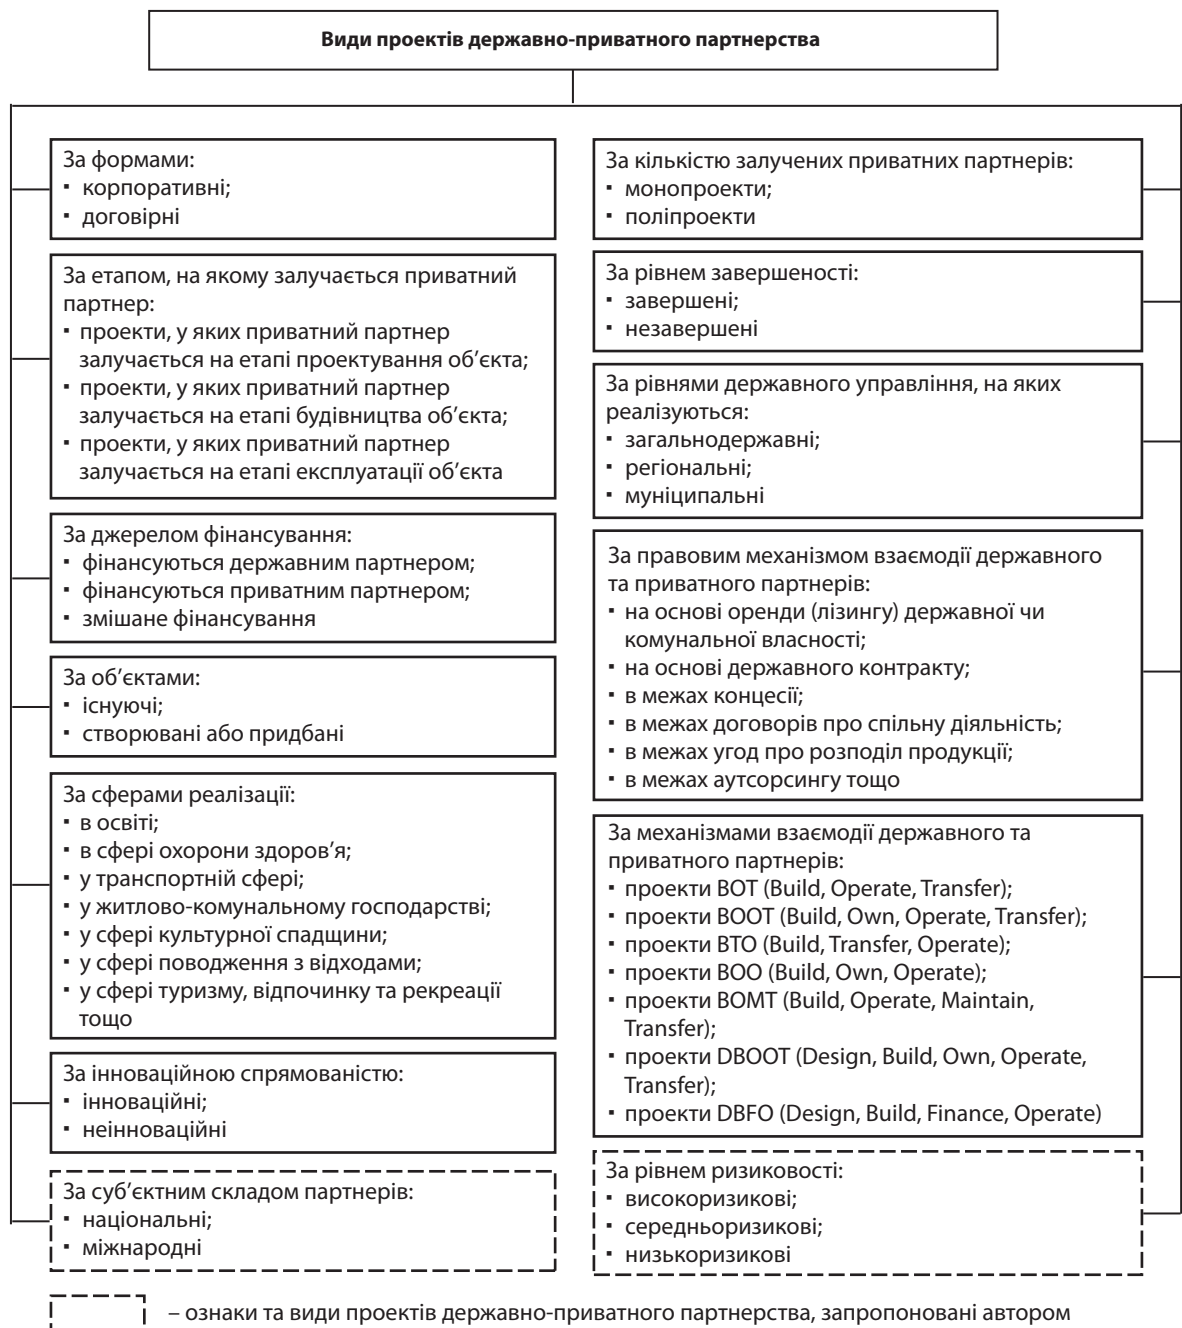 Види проектів державно-приватного партнерства
За формами:
▪ корпоративні;
▪ договірні
За етапом, на якому залучається приватний
партнер:
▪ проекти, у яких приватний партнер
залучається на етапі проектування об’єкта;
▪ проекти, у яких приватний партнер
залучається на етапі будівництва об’єкта;
▪ проекти, у яких приватний партнер
залучається на етапі експлуатації об’єкта
За джерелом фінансування:
▪ фінансуються державним партнером;
▪ фінансуються приватним партнером;
▪ змішане фінансування
За об’єктами:
▪ існуючі;
▪ створювані або придбані
За сферами реалізації:
▪ в освіті;
▪ в сфері охорони здоров’я;
▪ у транспортній сфері;
▪ у житлово-комунальному господарстві;
▪ у сфері культурної спадщини;
▪ у сфері поводження з відходами;
▪ у сфері туризму, відпочинку та рекреації
тощо
За інноваційною спрямованістю:
▪ інноваційні;
▪ неінноваційні
За суб’єктним складом партнерів:
▪ національні;
▪ міжнародні
За кількістю залучених приватних партнерів:
▪ монопроекти;
▪ поліпроекти
За рівнем завершеності:
▪ завершені;
▪ незавершені
За рівнями державного управління, на яких
реалізуються:
▪ загальнодержавні;
▪ регіональні;
▪ муніципальні
За правовим механізмом взаємодії державного
та приватного партнерів:
▪ на основі оренди (лізингу) державної чи
комунальної власності;
▪ на основі державного контракту;
▪ в межах концесії;
▪ в межах договорів про спільну діяльність;
▪ в межах угод про розподіл продукції;
▪ в межах аутсорсингу тощо
За механізмами взаємодії державного та
приватного партнерів:
▪ проекти BOT (Build, Operate, Transfer);
▪ проекти BOOT (Build, Own, Operate, Transfer);
▪ проекти BTO (Build, Transfer, Operate);
▪ проекти BOO (Build, Own, Operate);
▪ проекти BOMT (Build, Operate, Maintain,
Transfer);
▪ проекти DBOOT (Design, Build, Own, Operate,
Transfer);
▪ проекти DBFO (Design, Build, Finance, Operate)
За рівнем ризиковості:
▪ високоризикові;
▪ середньоризикові;
▪ низькоризикові
– ознаки та види проектів державно-приватного партнерства, запропоновані автором